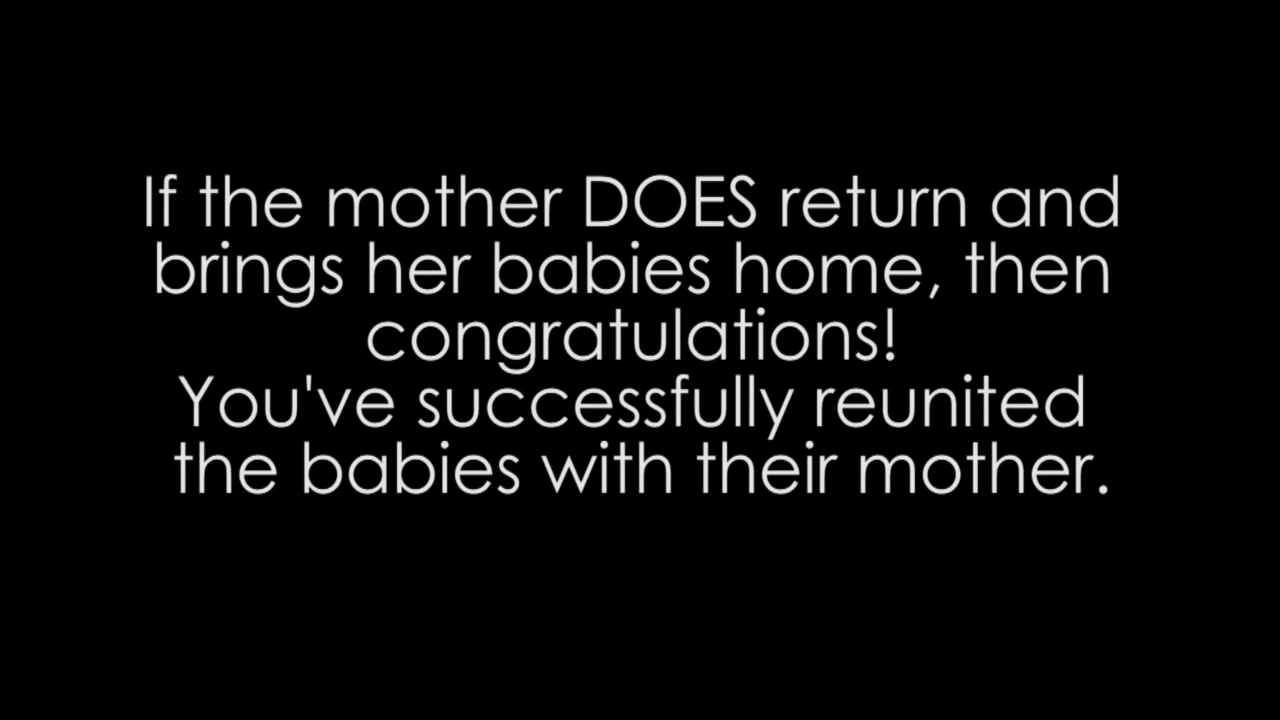 If the mother DOES return and
brings her babies home, then
congratulations!
You've successfully reunited
the babies with their mother.